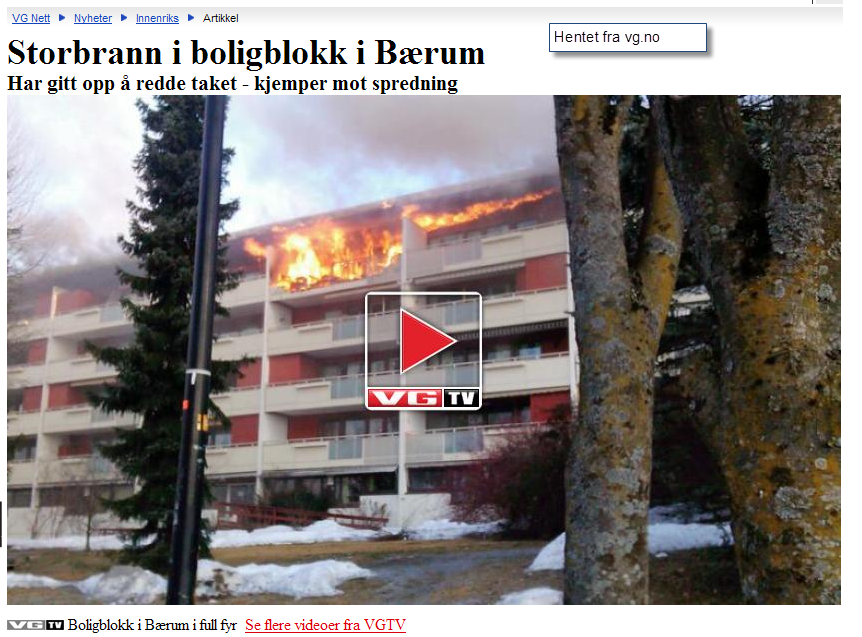 VG Nett Nyheter Innenriks Artikkel
Hentet fra vg.no
Storbrann i boligblokk i Bærum
Har gitt opp å redde taket - kjemper mot spredning
VG TV
VG TV Boligblokk i Bærum i full fyr Se flere videoer fra VGTV